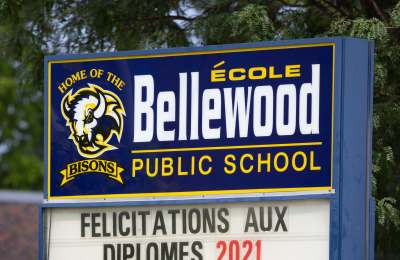 HOME OF THE
BISONS
ÉCOLE
Bellewood
PUBLIC SCHOOL
FELICITATIONS AUX
DIPLOMES 2021